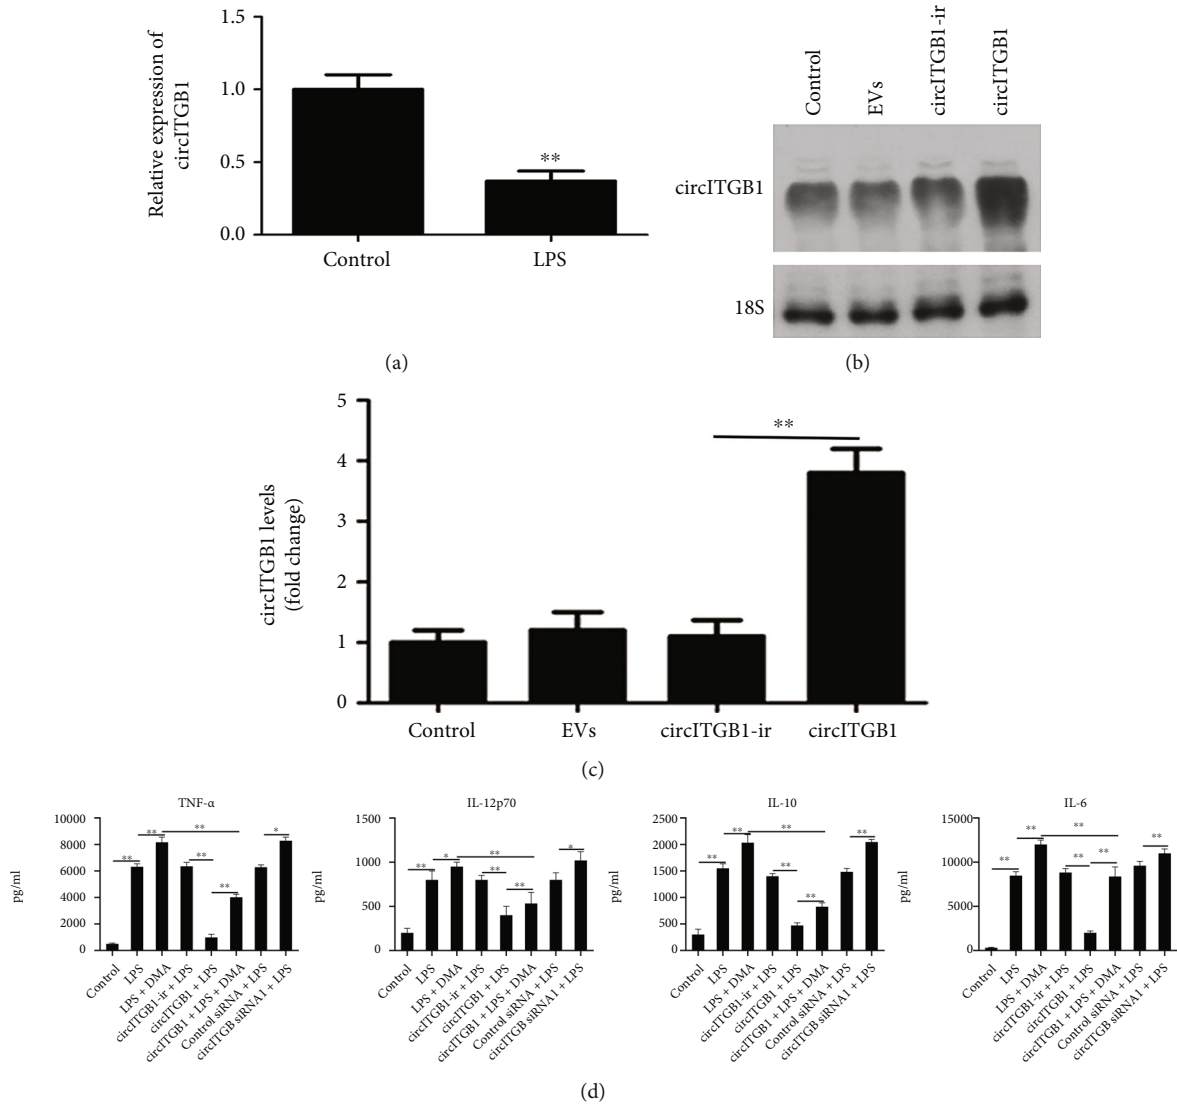 Relative expression of
circITGB1
1.5
1.0
0.5
0.0
**
Control
LPS
(a)
Control
EVs
circITGB1-ir
circITGB1
circITGB1
18S
(b)
circITGB1 levels
(fold change)
5
4
3
2
1
0
**
Control
EVs
circITGB1-ir
circITGB1
(c)
TNF-α
pg/ml
10000
8000
6000
4000
2000
0
**
**
**
**
**
*
Control
LPS
LPS + DMA
circITGB1-ir + LPS
circITGB1 + LPS
circITGB1 + LPS + DMA
Control siRNA + LPS
circITGB siRNA1 + LPS
IL-12p70
pg/ml
1500
1000
500
0
**
*
**
**
**
*
Control
LPS
LPS + DMA
circITGB1-ir + LPS
circITGB1 + LPS
circITGB1 + LPS + DMA
Control siRNA + LPS
circITGB siRNA1 + LPS
IL-10
pg/ml
2500
2000
1500
1000
500
0
**
**
**
**
**
**
Control
LPS
LPS + DMA
circITGB1-ir + LPS
circITGB1 + LPS
circITGB1 + LPS + DMA
Control siRNA + LPS
circITGB siRNA1 + LPS
IL-6
pg/ml
15000
10000
5000
0
**
**
**
**
**
**
Control
LPS
LPS + DMA
circITGB1-ir + LPS
circITGB1 + LPS
circITGB1 + LPS + DMA
Control siRNA + LPS
circITGB siRNA1 + LPS
(d)